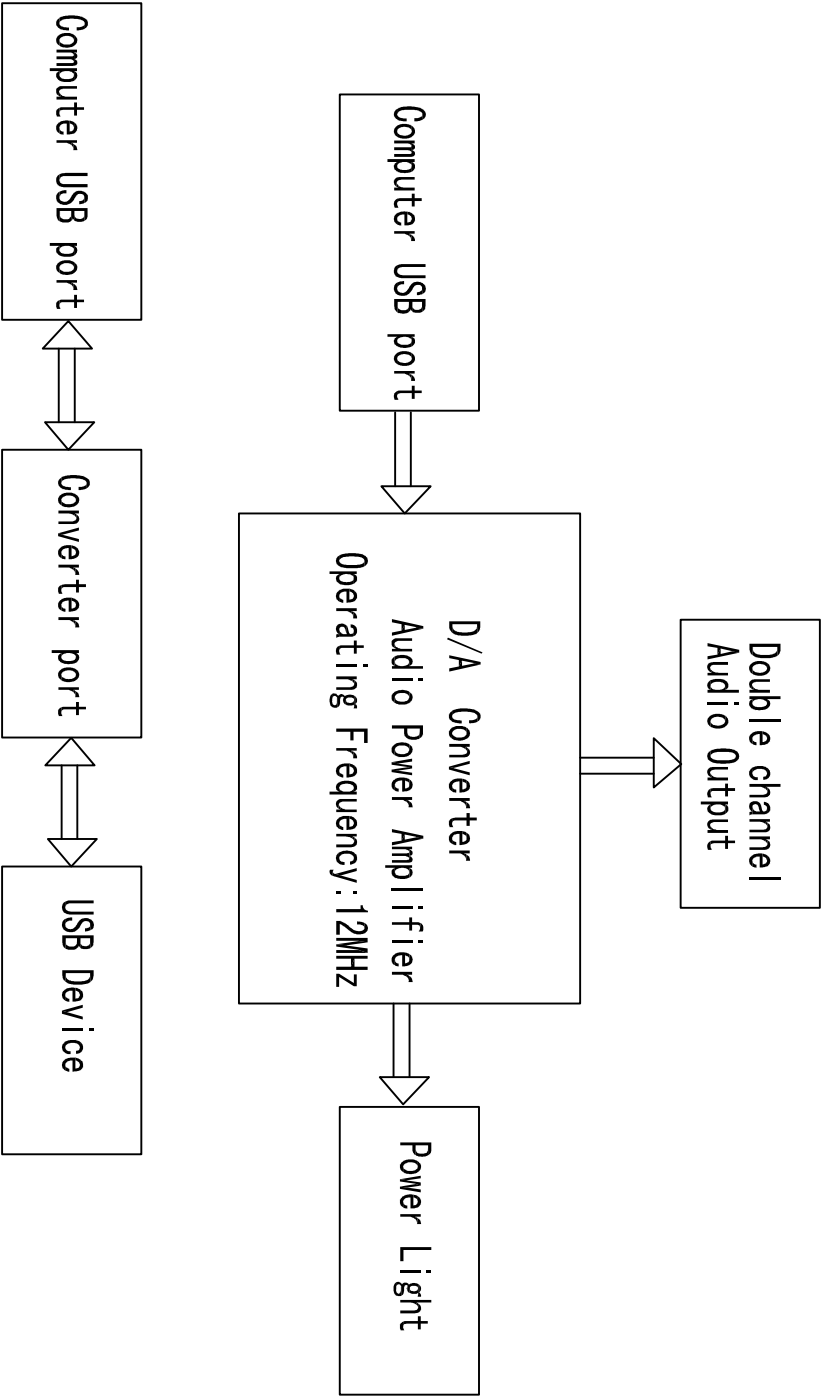 Double channel
Audio Output
Computer USB port
D/A Converter
Audio Power Amplifier
Operating Frequency:12MHz
Power Light
Computer USB port
Converter port
USB Device